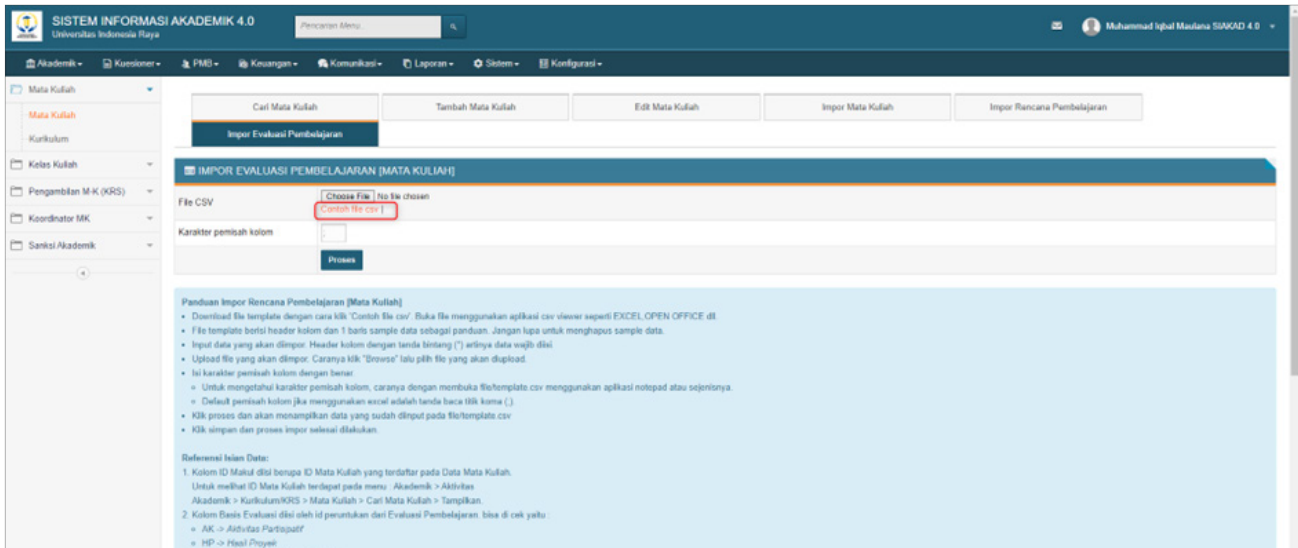 SISTEM INFORMASI AKADEMIK 4.0
Universitas Indonesia Raya
Pencarian Menu...
Muhammad Iqbal Maulana SIAKAD 4.0
Akademik
Kuesioner
PMB
Keuangan
Komunikasi
Laporan
Sistem
Konfigurasi
Mata Kuliah
Mata Kuliah
Kurikulum
Kelas Kuliah
Pengambilan M-K (KRS)
Koordinator MK
Sanksi Akademik
Cari Mata Kuliah
Tambah Mata Kuliah
Edit Mata Kuliah
Impor Mata Kuliah
Impor Rencana Pembelajaran
Impor Evaluasi Pembelajaran
IMPOR EVALUASI PEMBELAJARAN [MATA KULIAH]
File CSV
Choose File No file chosen
Contoh file csv |
Karakter pemisah kolom
;
Proses
Panduan Impor Rencana Pembelajaran [Mata Kuliah]
• Download file template dengan cara klik 'Contoh file csv'. Buka file menggunakan aplikasi csv viewer seperti EXCEL,OPEN OFFICE dll.
• File template berisi header kolom dan 1 baris sample data sebagai panduan. Jangan lupa untuk menghapus sample data.
• Input data yang akan diimpor. Header kolom dengan tanda bintang (*) artinya data wajib diisi
• Upload file yang akan diimpor. Caranya klik "Browse" lalu pilih file yang akan diupload.
• Isi karakter pemisah kolom dengan benar.
Untuk mengetahui karakter pemisah kolom, caranya dengan membuka file/template.csv menggunakan aplikasi notepad atau sejenisnya.
Default pemisah kolom jika menggunakan excel adalah tanda baca titik koma (;).
• Klik proses dan akan menampilkan data yang sudah diinput pada file/template.csv
• Klik simpan dan proses impor selesai dilakukan.
Referensi Isian Data:
1. Kolom ID Makul diisi berupa ID Mata Kuliah yang terdaftar pada Data Mata Kuliah.
Untuk melihat ID Mata Kuliah terdapat pada menu : Akademik > Aktivitas
Akademik > Kurikulum/KRS > Mata Kuliah > Cari Mata Kuliah > Tampilkan.
2. Kolom Basis Evaluasi diisi oleh id peruntukan dari Evaluasi Pembelajaran. bisa di cek yaitu :
AK -> Aktivitas Partisipatif
HP -> Hasil Proyek